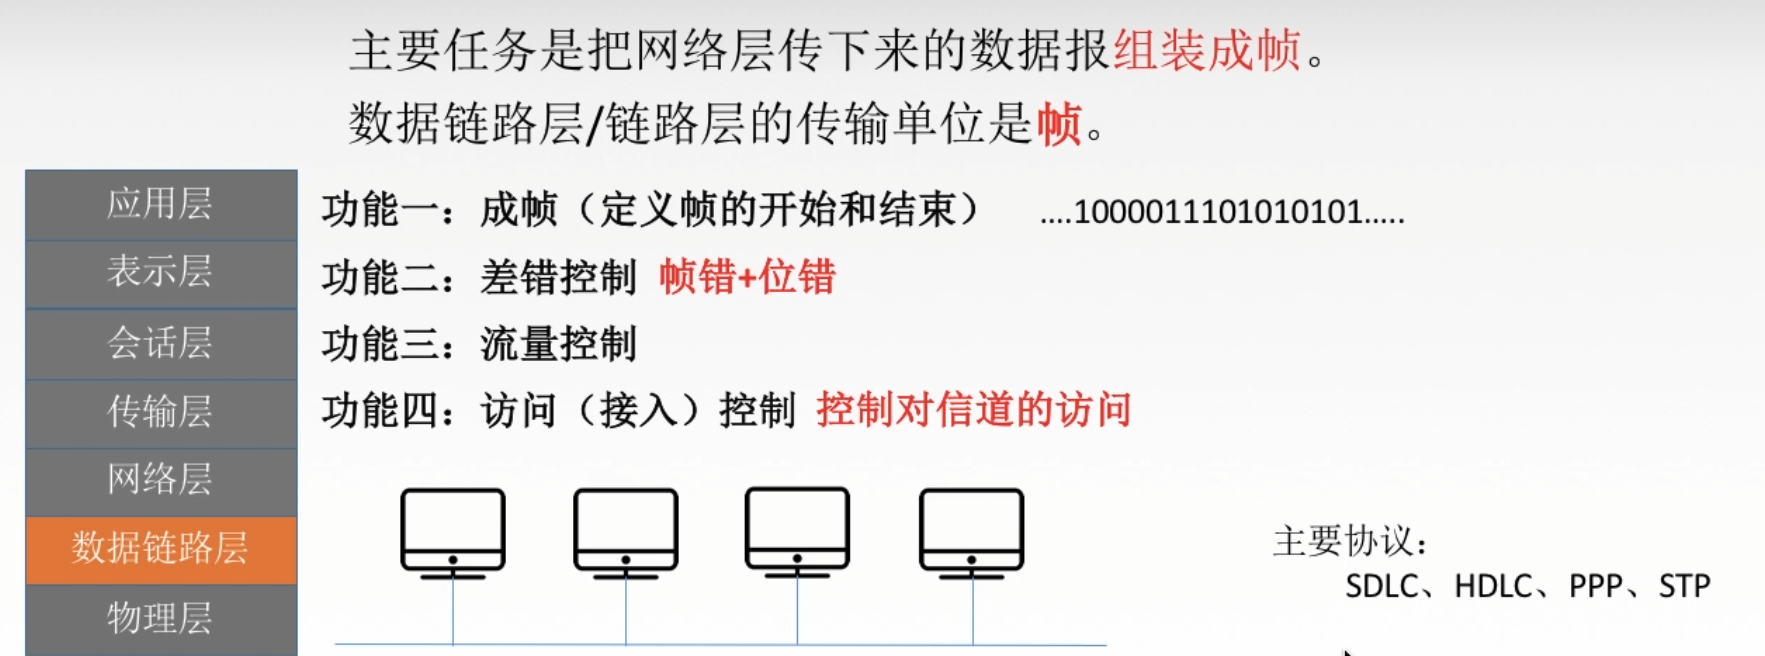 主要任务是把网络层传下来的数据报组装成帧。
数据链路层/链路层的传输单位是帧。
应用层
表示层
会话层
传输层
网络层
数据链路层
物理层
功能一：成帧（定义帧的开始和结束） ....1000011101010101.....
功能二：差错控制 帧错+位错
功能三：流量控制
功能四：访问（接入）控制 控制对信道的访问
主要协议：
SDLC、HDLC、PPP、STP